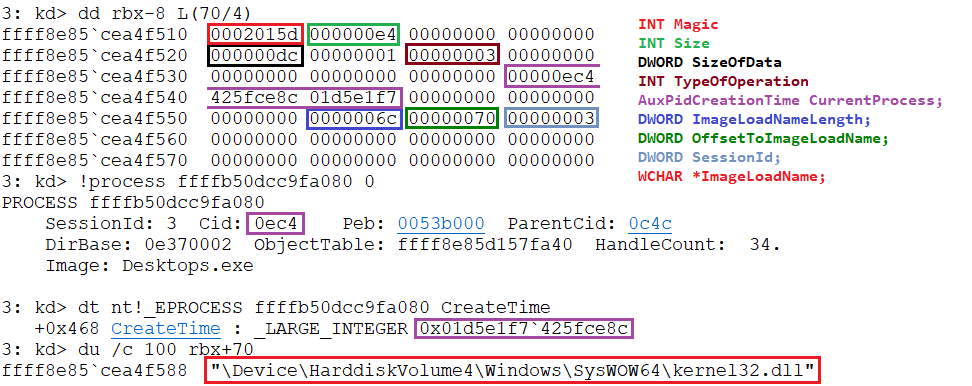 3: kd> dd rbx-8 L(70/4)
ffff8e85`cea4f510 0002015d 000000e4 00000000 00000000 INT Magic
INT Size
ffff8e85`cea4f520 000000dc 00000001 00000003 00000000 DWORD SizeOfData
ffff8e85`cea4f530 00000000 00000000 00000000 00000ec4 INT TypeOfOperation
ffff8e85`cea4f540 425fce8c 01d5e1f7 00000000 00000000 AuxPidCreationTime CurrentProcess;
ffff8e85`cea4f550 00000000 0000006c 00000070 00000003 DWORD ImageLoadNameLength;
ffff8e85`cea4f560 00000000 00000000 00000000 00000000 DWORD OffsetToImageLoadName;
ffff8e85`cea4f570 00000000 00000000 00000000 00000000 DWORD SessionId;
3: kd> !process ffffb50dcc9fa080 0 WCHAR *ImageLoadName;
PROCESS ffffb50dcc9fa080
SessionId: 3 Cid: 0ec4 Peb: 0053b000 ParentCid: 0c4c
DirBase: 0e370002 ObjectTable: ffff8e85d157fa40 HandleCount: 34.
Image: Desktops.exe
3: kd> dt nt!_EPROCESS ffffb50dcc9fa080 CreateTime
+0x468 CreateTime : _LARGE_INTEGER 0x01d5e1f7`425fce8c
3: kd> du /c 100 rbx+70
ffff8e85`cea4f588 "\Device\HarddiskVolume4\Windows\SysWOW64\kernel32.dll"